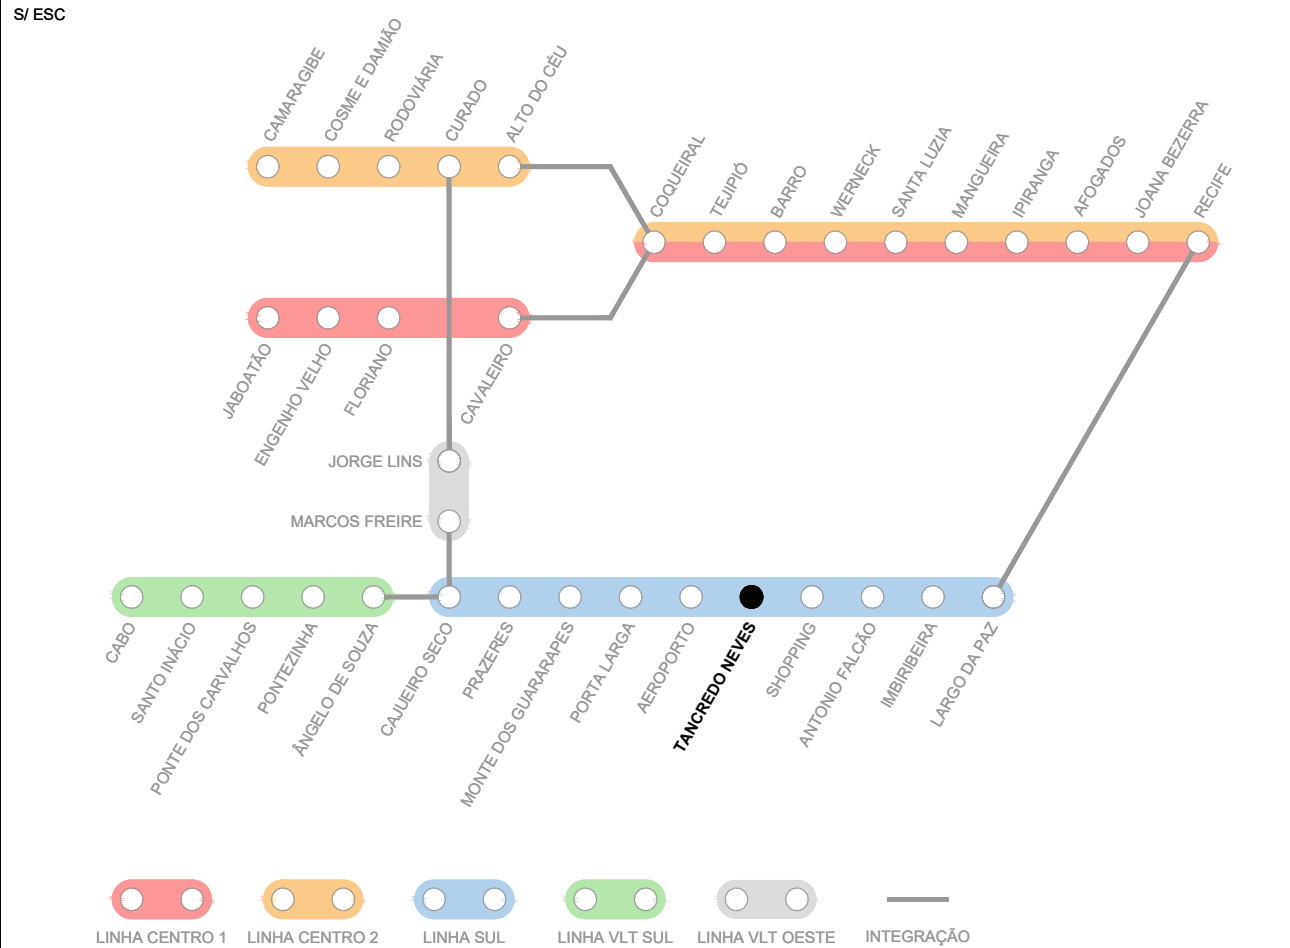 S/ ESC
CAMARAGIBE
COSME E DAMIÃO
RODOVIÁRIA
CURADO
ALTO DO CÉU
COQUEIRAL
TEJIPIÓ
BARRO
WERNECK
SANTA LUZIA
MANGUEIRA
IPIRANGA
AFOGADOS
JOANA BEZERRA
RECIFE
JABOATÃO
ENGENHO VELHO
FLORIANO
CAVALEIRO
JORGE LINS
MARCOS FREIRE
CABO
SANTO INÁCIO
PONTE DOS CARVALHOS
PONTEZINHA
ÂNGELO DE SOUZA
CAJUEIRO SECO
PRAZERES
MONTE DOS GUARARAPES
PORTA LARGA
AEROPORTO
TANCREDO NEVES
SHOPPING
ANTONIO FALCÃO
IMBIRIBEIRA
LARGO DA PAZ
LINHA CENTRO 1
LINHA CENTRO 2
LINHA SUL
LINHA VLT SUL
LINHA VLT OESTE
INTEGRAÇÃO